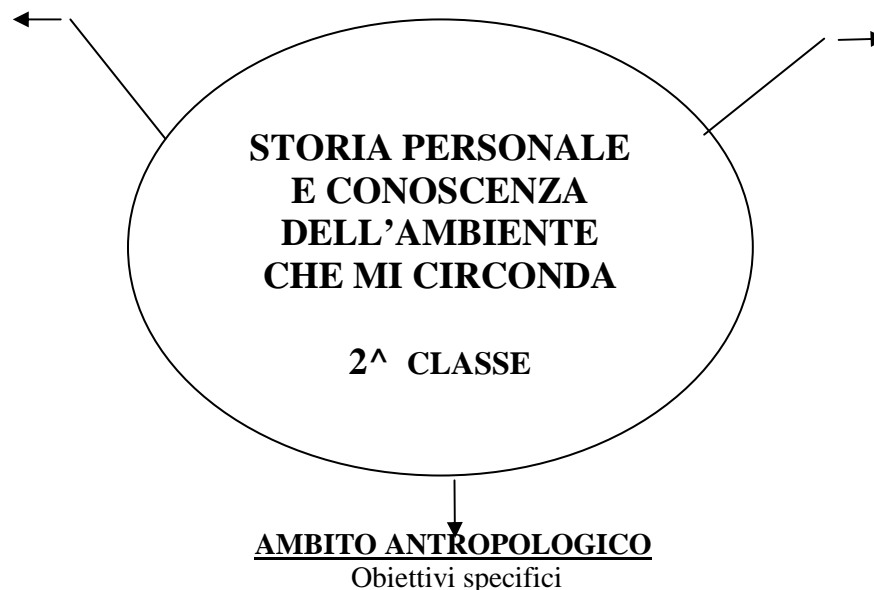 STORIA PERSONALE
E CONOSCENZA
DELL’AMBIENTE
CHE MI CIRCONDA
2^ CLASSE
AMBITO ANTROPOLOGICO
Obiettivi specifici